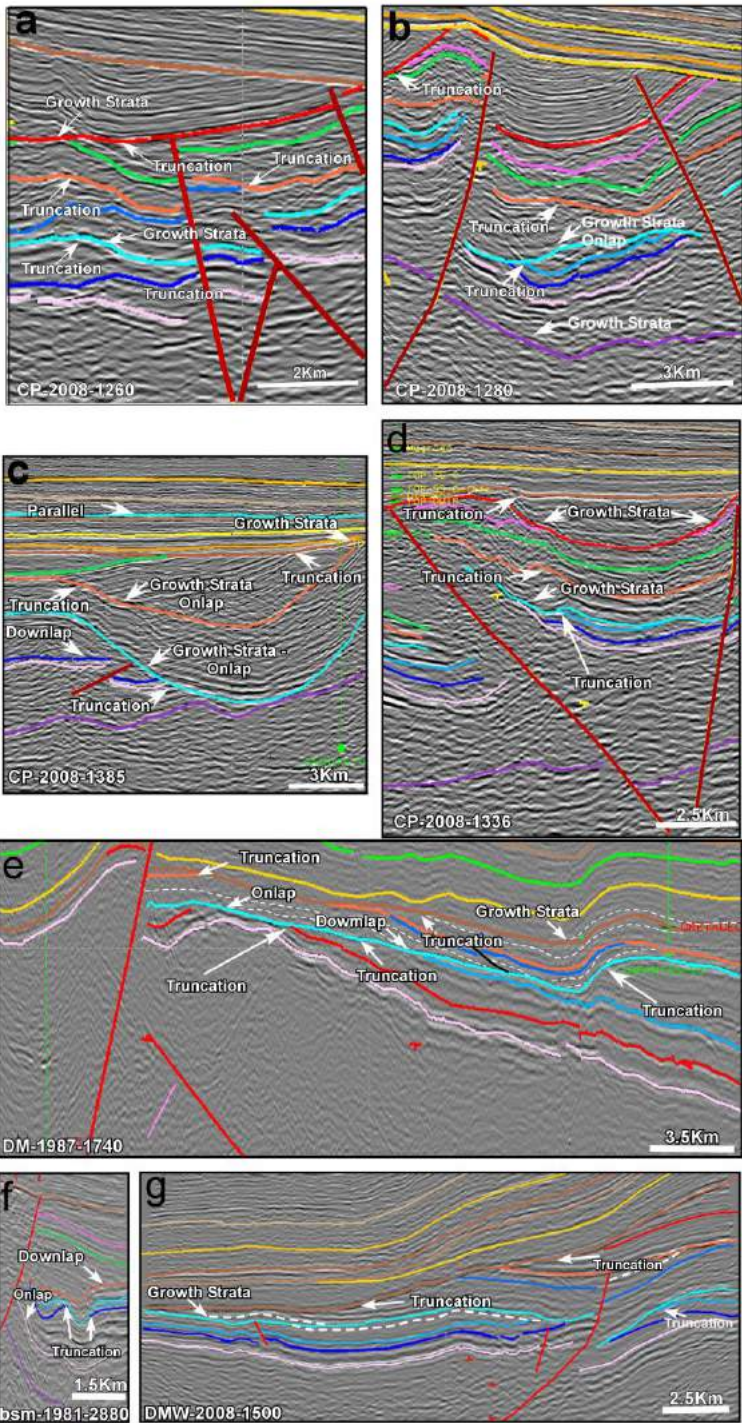 a
Growth Strata
Truncation
Truncation
Truncation
Growth Strata
Truncation
Truncation
CP-2008-1260
2Km
b
Truncation
Truncation
Growth Strata
Onlap
Truncation
Growth Strata
CP-2008-1280
3Km
c
Parallel
Growth Strata
Truncation
Growth Strata
Onlap
Truncation
Downlap
Growth Strata -
Onlap
Truncation
CP-2008-1385
3Km
d
Truncation
Growth Strata
Truncation
Growth Strata
Truncation
CP-2008-1336
2.5Km
e
Truncation
Onlap
Growth Strata
Dowmlap
Truncation
Truncation
Truncation
Truncation
DM-1987-1740
3.5Km
f
Downlap
Onlap
Truncation
1.5Km
bsm-1981-2880
g
Truncation
Growth Strata
Truncation
Truncation
DMW-2008-1500
2.5Km